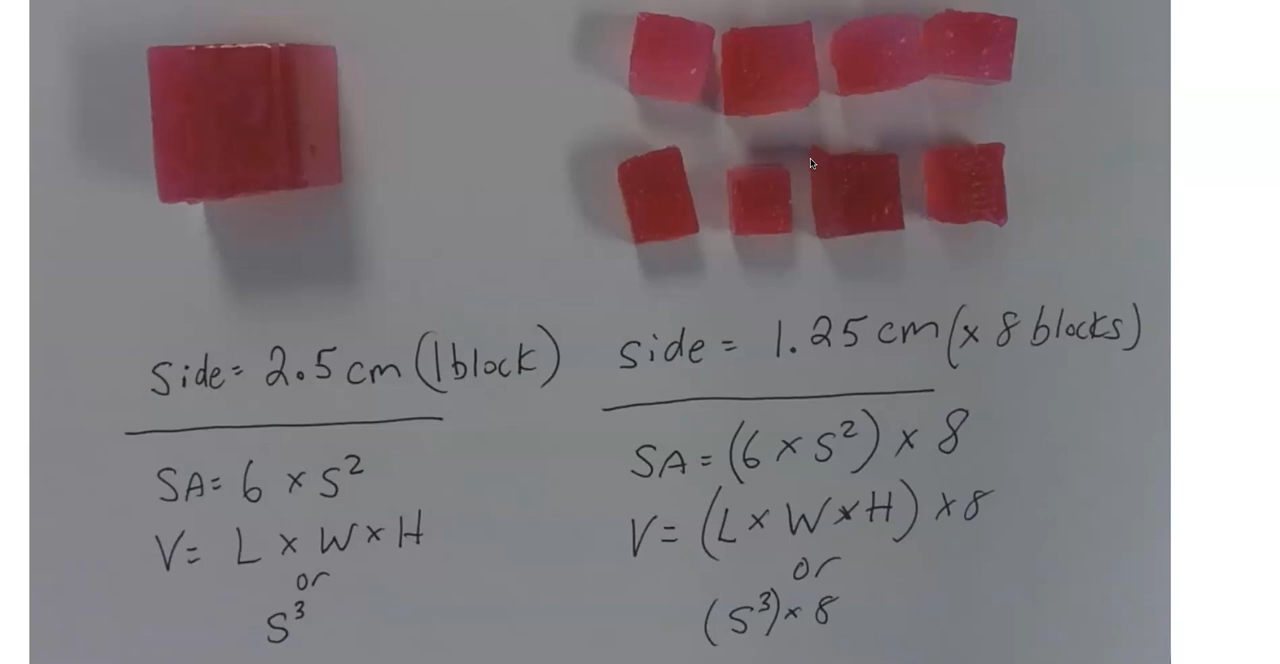 Side = 2.5 cm (1 block)
SA = 6 x S²
V = L x W x H
or
S³
side = 1.25 cm (x 8 blocks)
SA = (6 x S²) x 8
V = (L x W x H) x 8
or
(S³) x 8